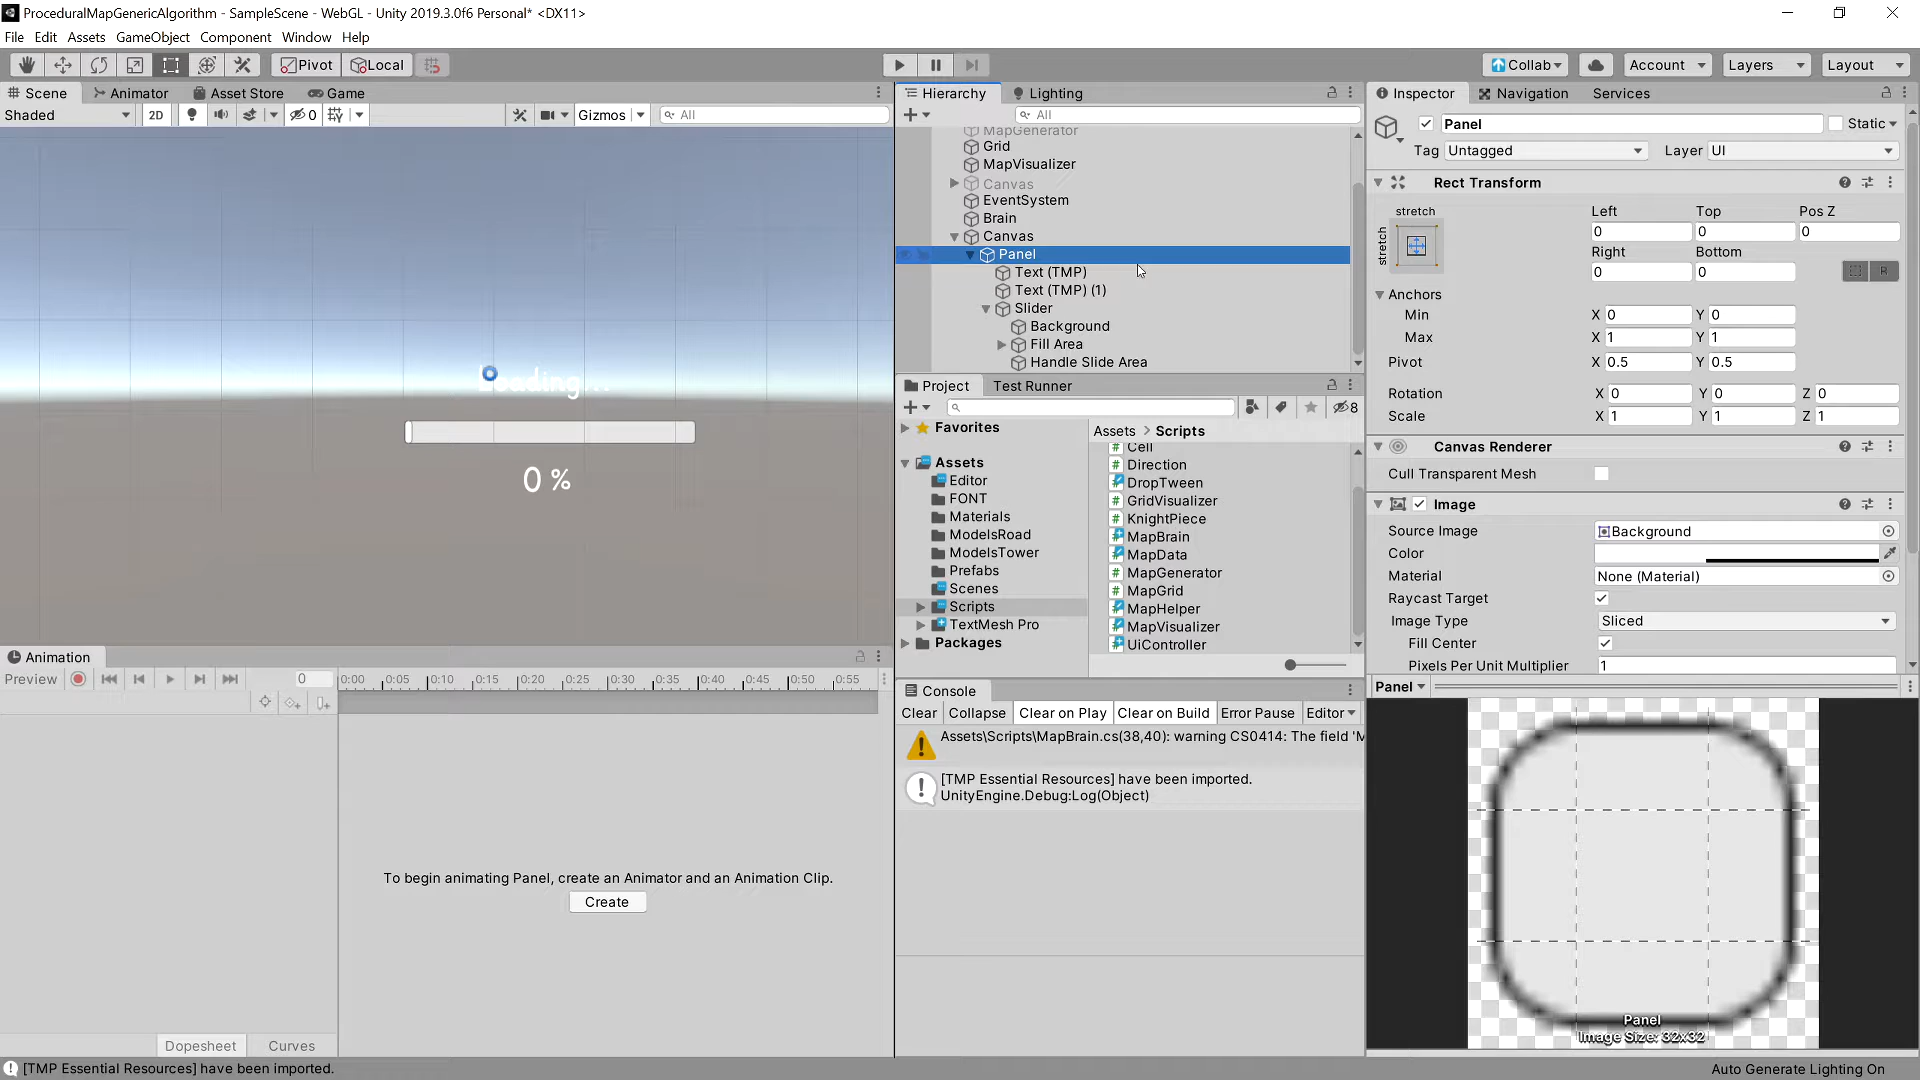 ProceduralMapGenericAlgorithm - SampleScene - WebGL - Unity 2019.3.0f6 Personal* <DX11>
File Edit Assets GameObject Component Window Help
Pivot Local Collab Account Layers Layout
Scene Animator Asset Store Game
Shaded 2D 0 Gizmos All
Loading...
0 %
Animation
Preview 0 0:00 0:05 0:10 0:15 0:20 0:25 0:30 0:35 0:40 0:45 0:50 0:55
To begin animating Panel, create an Animator and an Animation Clip.
Create
Dopesheet Curves
Hierarchy Lighting
All
MapGenerator
Grid
MapVisualizer
Canvas
EventSystem
Brain
Canvas
Panel
Text (TMP)
Text (TMP) (1)
Slider
Background
Fill Area
Handle Slide Area
Project Test Runner
8
Favorites
Assets
Editor
FONT
Materials
ModelsRoad
ModelsTower
Prefabs
Scenes
Scripts
TextMesh Pro
Packages
Assets > Scripts
Cell
Direction
DropTween
GridVisualizer
KnightPiece
MapBrain
MapData
MapGenerator
MapGrid
MapHelper
MapVisualizer
UiController
Console
Clear Collapse Clear on Play Clear on Build Error Pause Editor
Assets\Scripts\MapBrain.cs(38,40): warning CS0414: The field 'M
[TMP Essential Resources] have been imported.
UnityEngine.Debug:Log(Object)
Inspector Navigation Services
Panel Static
Tag Untagged Layer UI
Rect Transform
stretch
stretch
Left Top Pos Z
0 0 0
Right Bottom
0 0 R
Anchors
Min X 0 Y 0
Max X 1 Y 1
Pivot X 0.5 Y 0.5
Rotation X 0 Y 0 Z 0
Scale X 1 Y 1 Z 1
Canvas Renderer
Cull Transparent Mesh
Image
Source Image Background
Color
Material None (Material)
Raycast Target
Image Type Sliced
Fill Center
Pixels Per Unit Multiplier 1
Panel
Panel
Image Size: 32x32
[TMP Essential Resources] have been imported.
Auto Generate Lighting On